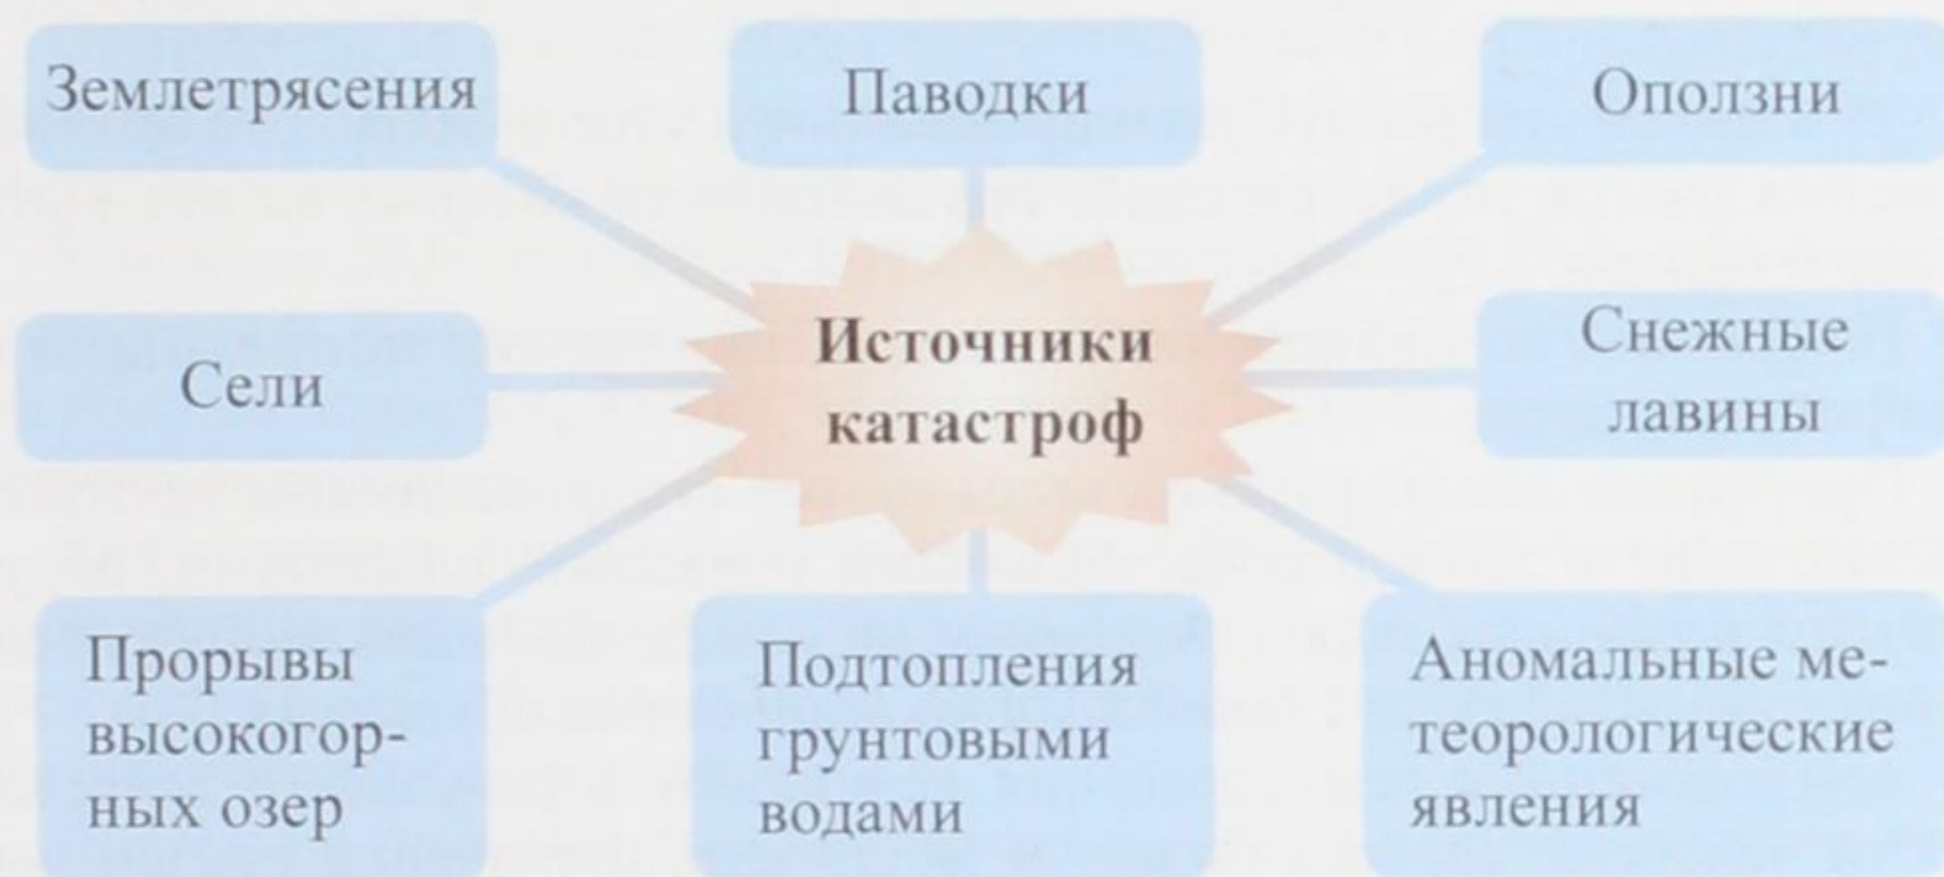 Землетрясения
Паводки
Оползни
Источники
катастроф
Сели
Снежные
лавины
Прорывы
высокогор-
ных озер
Подтопления
грунтовыми
водами
Аномальные ме-
теорологические
явления